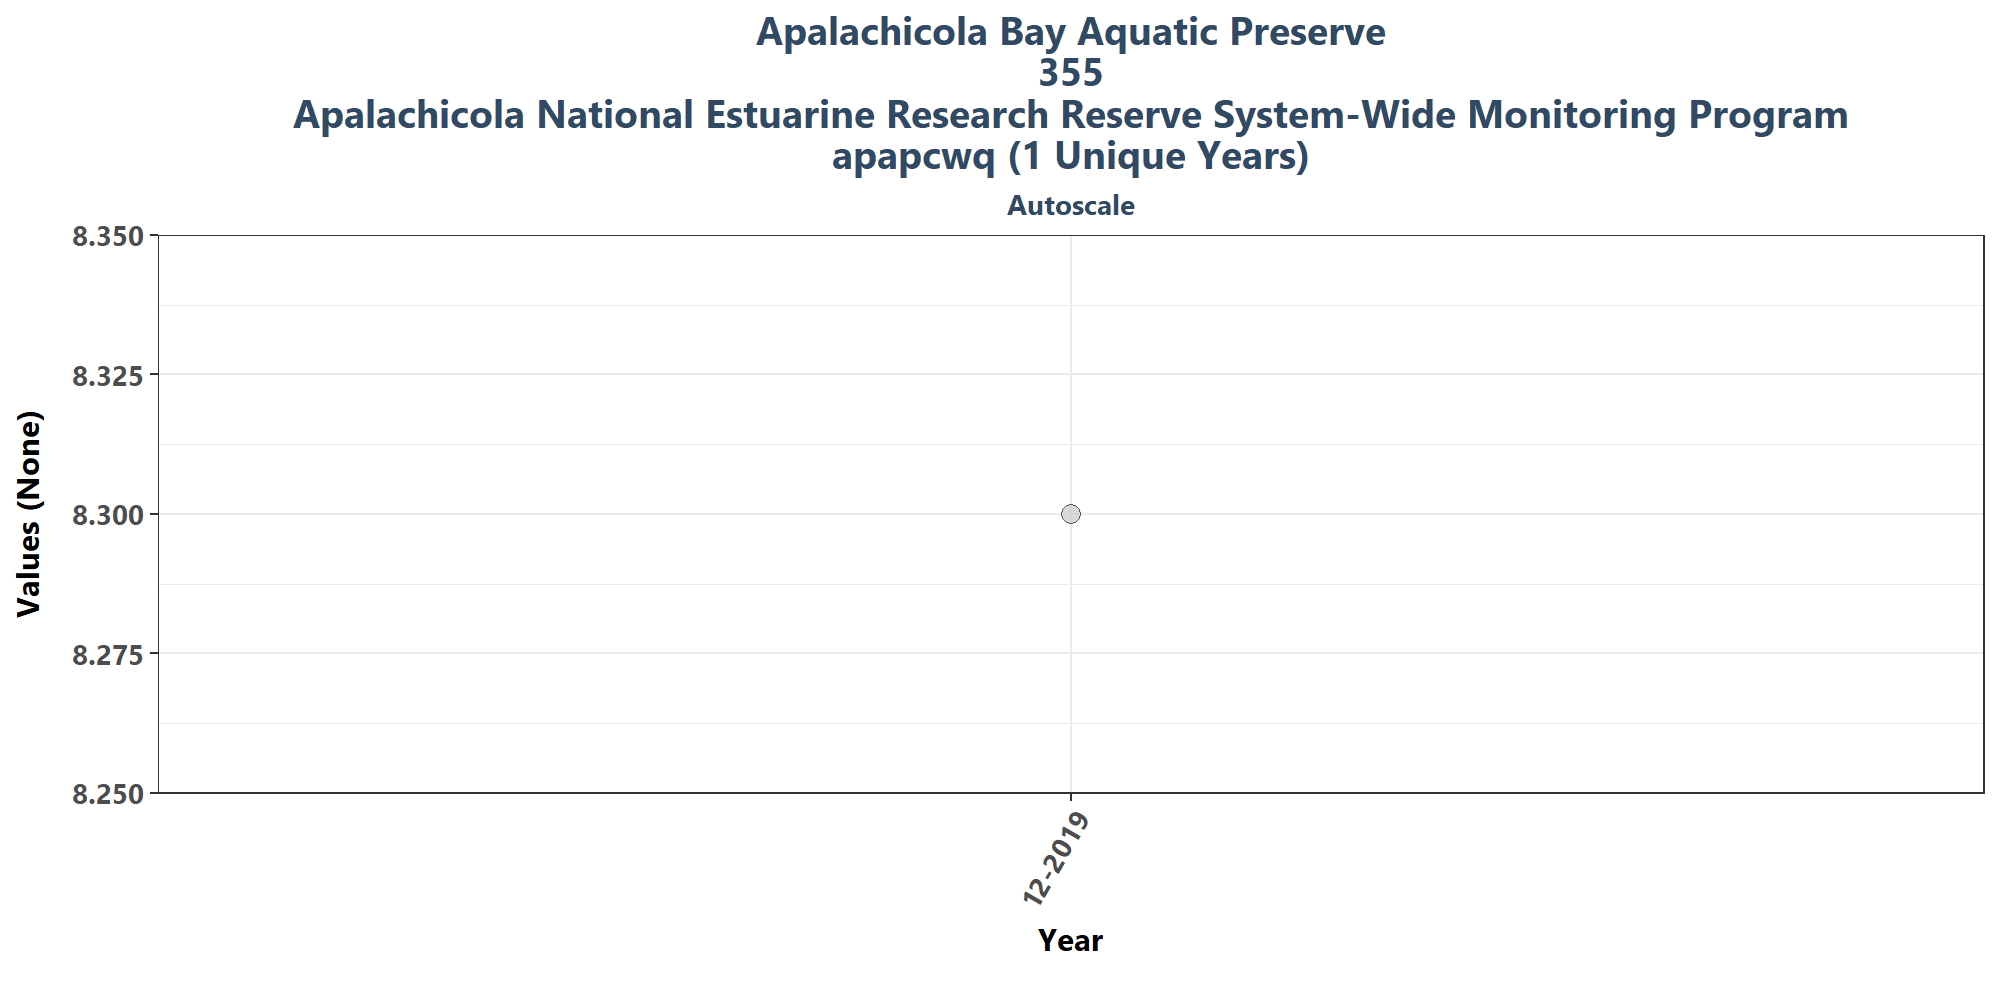 Apalachicola Bay Aquatic Preserve
355
Apalachicola National Estuarine Research Reserve System-Wide Monitoring Program
apapcwq (1 Unique Years)
Autoscale
8.350
8.325
8.300
8.275
8.250
Values (None)
12-2019
Year